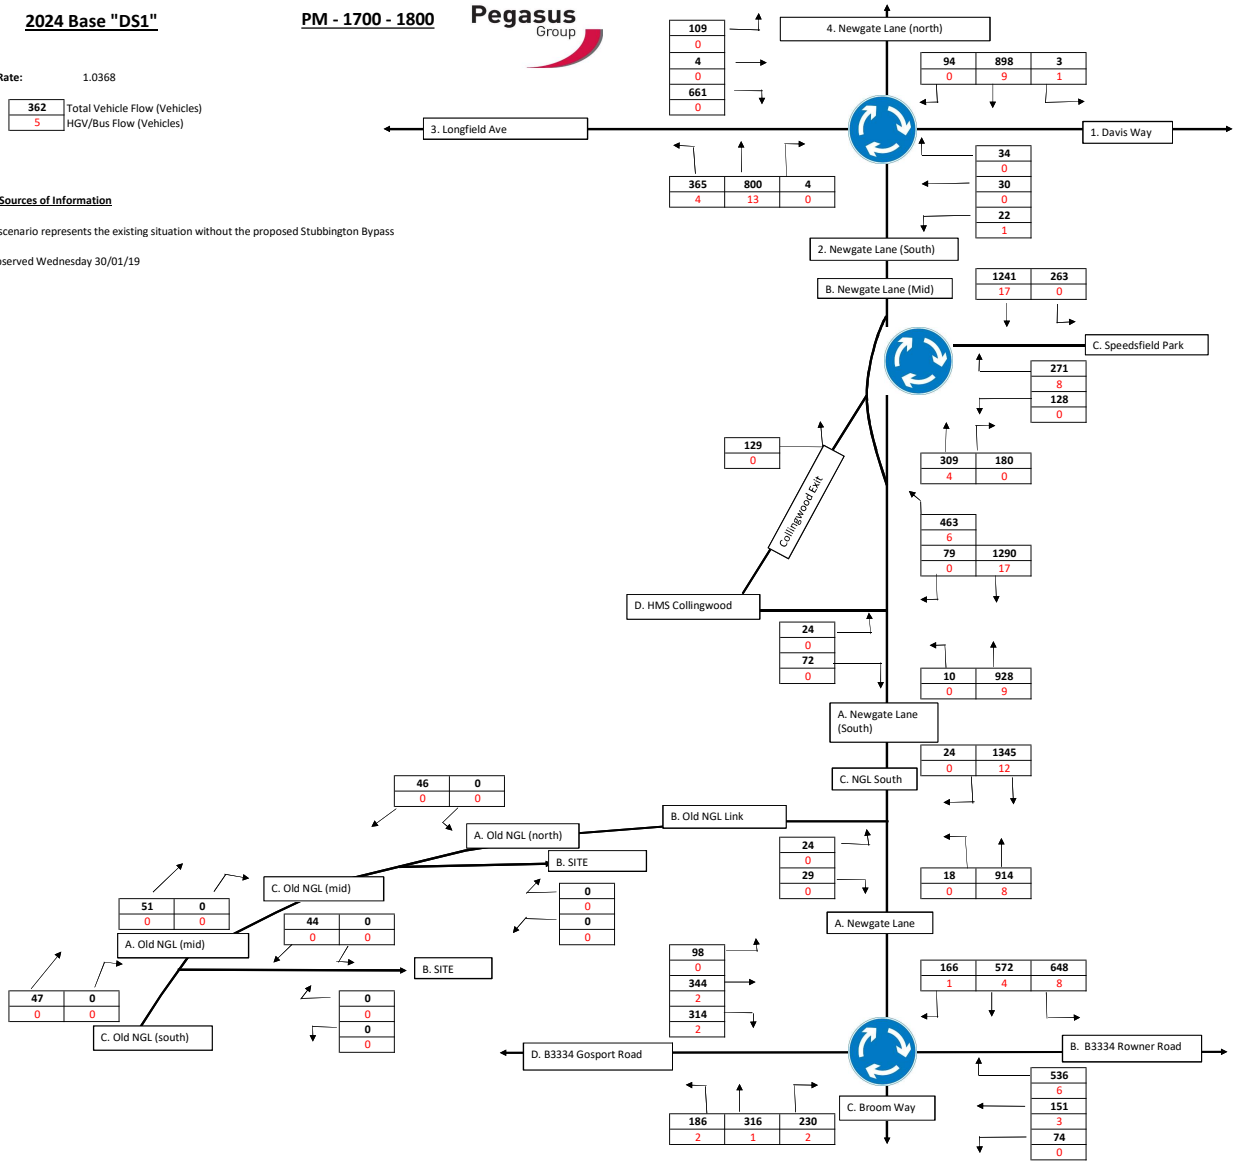 2024 Base "DS1"
PM - 1700 - 1800
Pegasus
Group
Rate: 1.0368
362 Total Vehicle Flow (Vehicles)
5 HGV/Bus Flow (Vehicles)
Sources of Information
scenario represents the existing situation without the proposed Stubbington Bypass
Wednesday 30/01/19
109
0
4
0
661
0
4. Newgate Lane (north)
94 898 3
0 9 1
3. Longfield Ave
1. Davis Way
365 800 4
4 13 0
34
0
30
0
22
1
2. Newgate Lane (South)
B. Newgate Lane (Mid)
1241 263
17 0
C. Speedsfield Park
271
8
128
0
129
0
309 180
4 0
Collingwood Exit
463
6
79 1290
0 17
D. HMS Collingwood
24
0
72
0
10 928
0 9
A. Newgate Lane
(South)
24 1345
0 12
C. NGL South
46 0
0 0
B. Old NGL Link
A. Old NGL (north)
24
0
29
0
B. SITE
18 914
0 8
C. Old NGL (mid)
0
0
0
0
51 0
0 0
44 0
0 0
A. Newgate Lane
A. Old NGL (mid)
B. SITE
98
0
344
2
314
2
166 572 648
1 4 8
47 0
0 0
0
0
0
0
C. Old NGL (south)
D. B3334 Gosport Road
B. B3334 Rowner Road
186 316 230
2 1 2
C. Broom Way
536
6
151
3
74
0